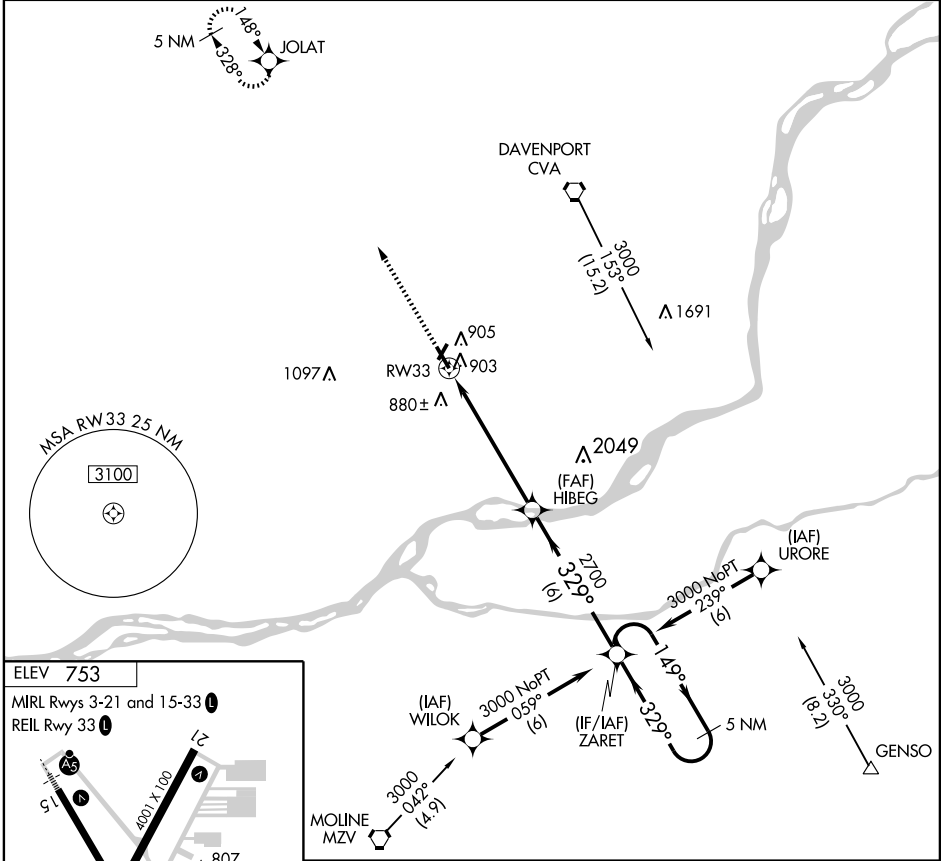 148°
5 NM
328°
JOLAT
DAVENPORT
CVA
3000
153°
(15.2)
1691
905
1097
RW33
903
880±
MSA RW33 25 NM
3100
2049
(FAF)
HIBEG
2700
329°
(6)
(IAF)
URORE
3000 NoPT
239°
(6)
149°
329°
5 NM
(IF/IAF)
ZARET
(IAF)
WILOK
3000 NoPT
059°
(6)
3000
330°
(8.2)
GENSO
3000
042°
(4.9)
MOLINE
MZV
ELEV 753
MIRL Rwys 3-21 and 15-33 L
REIL Rwy 33 L
21
A5
V
V
15
4001 X 100
807